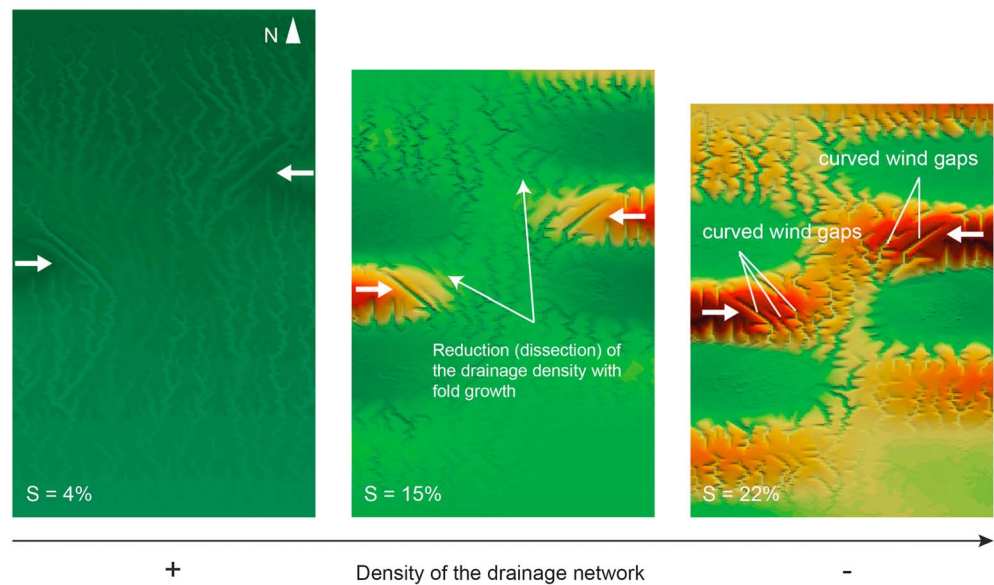 N
curved wind gaps
curved wind gaps
Reduction (dissection) of
the drainage density with
fold growth
S = 4%
S = 15%
S = 22%
+
Density of the drainage network
-